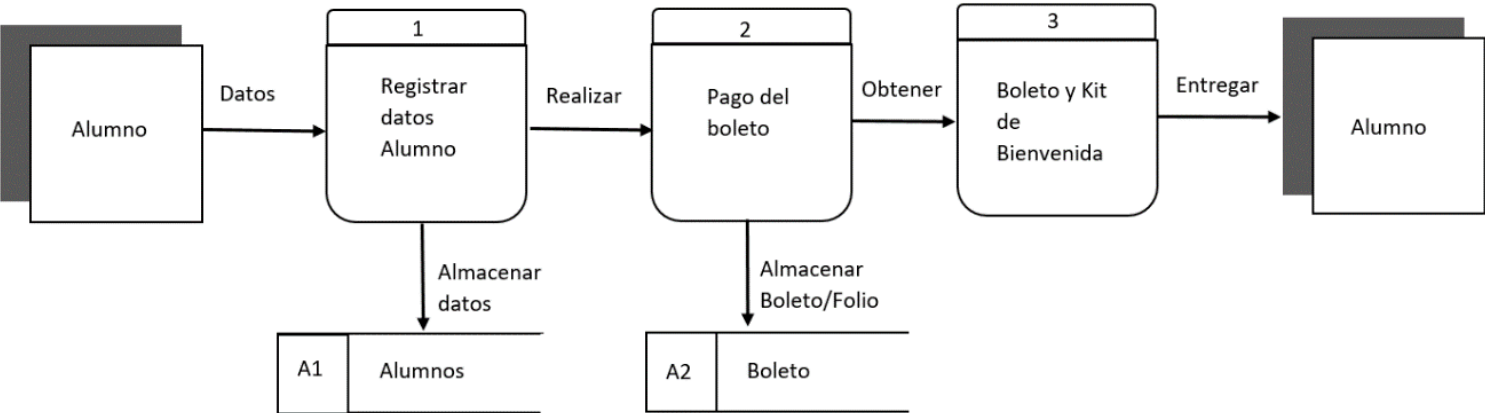 Alumno
Datos
1
Registrar
datos
Alumno
Realizar
2
Pago del
boleto
Obtener
3
Boleto y Kit
de
Bienvenida
Entregar
Alumno
Almacenar
datos
Almacenar
Boleto/Folio
A1
Alumnos
A2
Boleto